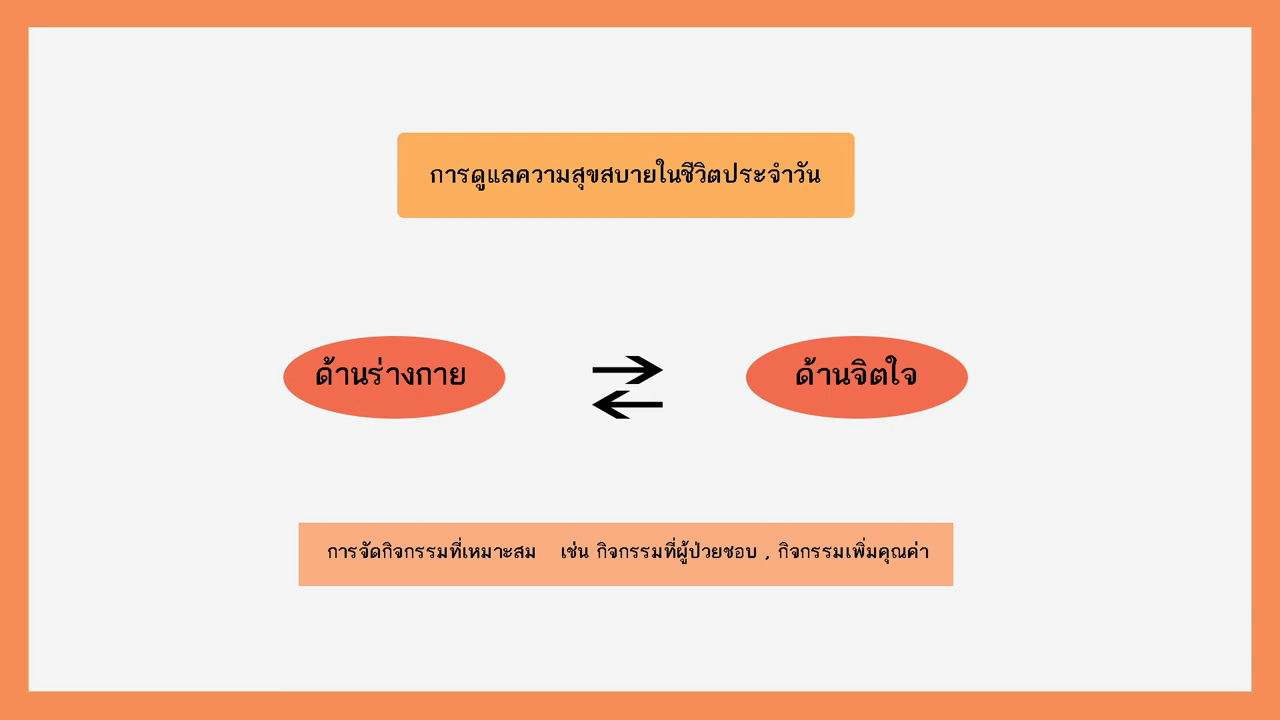 การดูแลความสุขสบายในชีวิตประจำวัน
ด้านร่างกาย
ด้านจิตใจ
การจัดกิจกรรมที่เหมาะสม เช่น กิจกรรมที่ผู้ป่วยชอบ , กิจกรรมเพิ่มคุณค่า